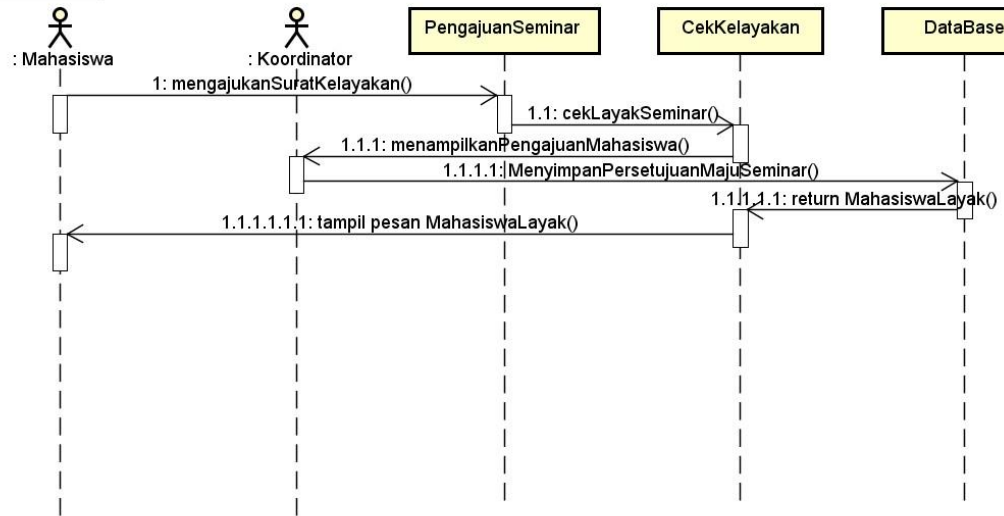 PengajuanSeminar
CekKelayakan
DataBase
: Mahasiswa
: Koordinator
1: mengajukanSuratKelayakan()
1.1: cekLayakSeminar()
1.1.1: menampilkanPengajuanMahasiswa()
1.1.1.1: MenyimpanPersetujuanMajuSeminar()
1.1.1.1.1: return MahasiswaLayak()
1.1.1.1.1.1: tampil pesan MahasiswaLayak()